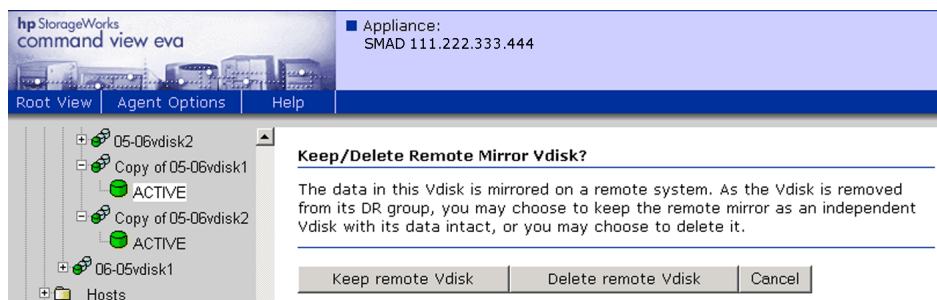 hp StorageWorks
command view eva
Appliance:
SMAD 111.222.333.444
Root View Agent Options Help
05-06vdisk2
Copy of 05-06vdisk1
ACTIVE
Copy of 05-06vdisk2
ACTIVE
06-05vdisk1
Hosts
Keep/Delete Remote Mirror Vdisk?
The data in this Vdisk is mirrored on a remote system. As the Vdisk is removed
from its DR group, you may choose to keep the remote mirror as an independent
Vdisk with its data intact, or you may choose to delete it.
Keep remote Vdisk Delete remote Vdisk Cancel